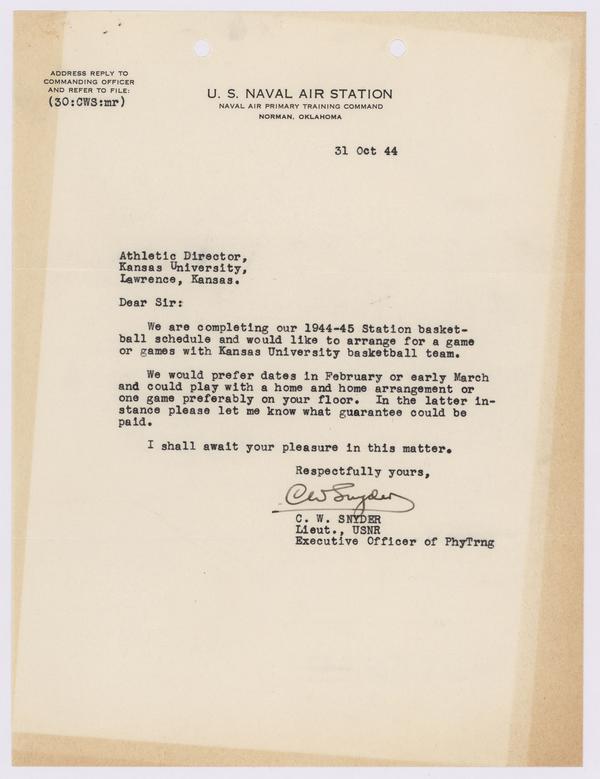 ADDRESS REPLY TO
COMMANDING OFFICER
AND REFER TO FILE:
(30:CWS:mr)
U. S. NAVAL AIR STATION
NAVAL AIR PRIMARY TRAINING COMMAND
NORMAN, OKLAHOMA
31 Oct 44
Athletic Director,
Kansas University,
Lawrence, Kansas.
Dear Sir:
We are completing our 1944-45 Station basket-
ball schedule and would like to arrange for a game
or games with Kansas University basketball team.
We would prefer dates in February or early March
and could play with a home and home arrangement or
one game preferably on your floor. In the latter in-
stance please let me know what guarantee could be
paid.
I shall await your pleasure in this matter.
Respectfully yours,
CW Snyder
C. W. SNYDER
Lieut., USNR
Executive Officer of PhyTrng